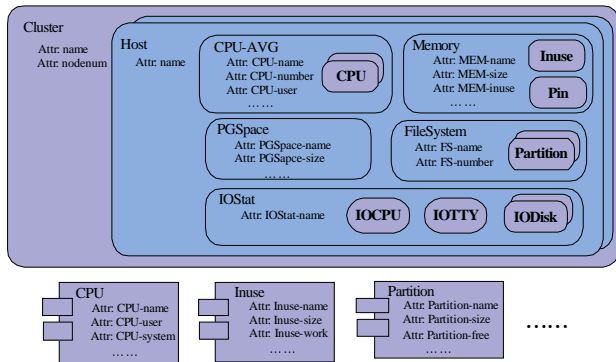 Cluster
Attr: name
Attr: nodenum
Host
Attr: name
CPU-AVG
Attr: CPU-name
Attr: CPU-number
Attr: CPU-user
……
CPU
Memory
Attr: MEM-name
Attr: MEM-size
Attr: MEM-inuse
……
Inuse
Pin
PGSpace
Attr: PGSpace-name
Attr: PGSapce-size
……
FileSystem
Attr: FS-name
Attr: FS-number
Partition
IOStat
Attr: IOStat-name
IOCPU
IOTTY
IODisk
CPU
Attr: CPU-name
Attr: CPU-user
Attr: CPU-system
……
Inuse
Attr: Inuse-name
Attr: Inuse-size
Attr: Inuse-work
……
Partition
Attr: Partition-name
Attr: Partition-size
Attr: Partition-free
……
……